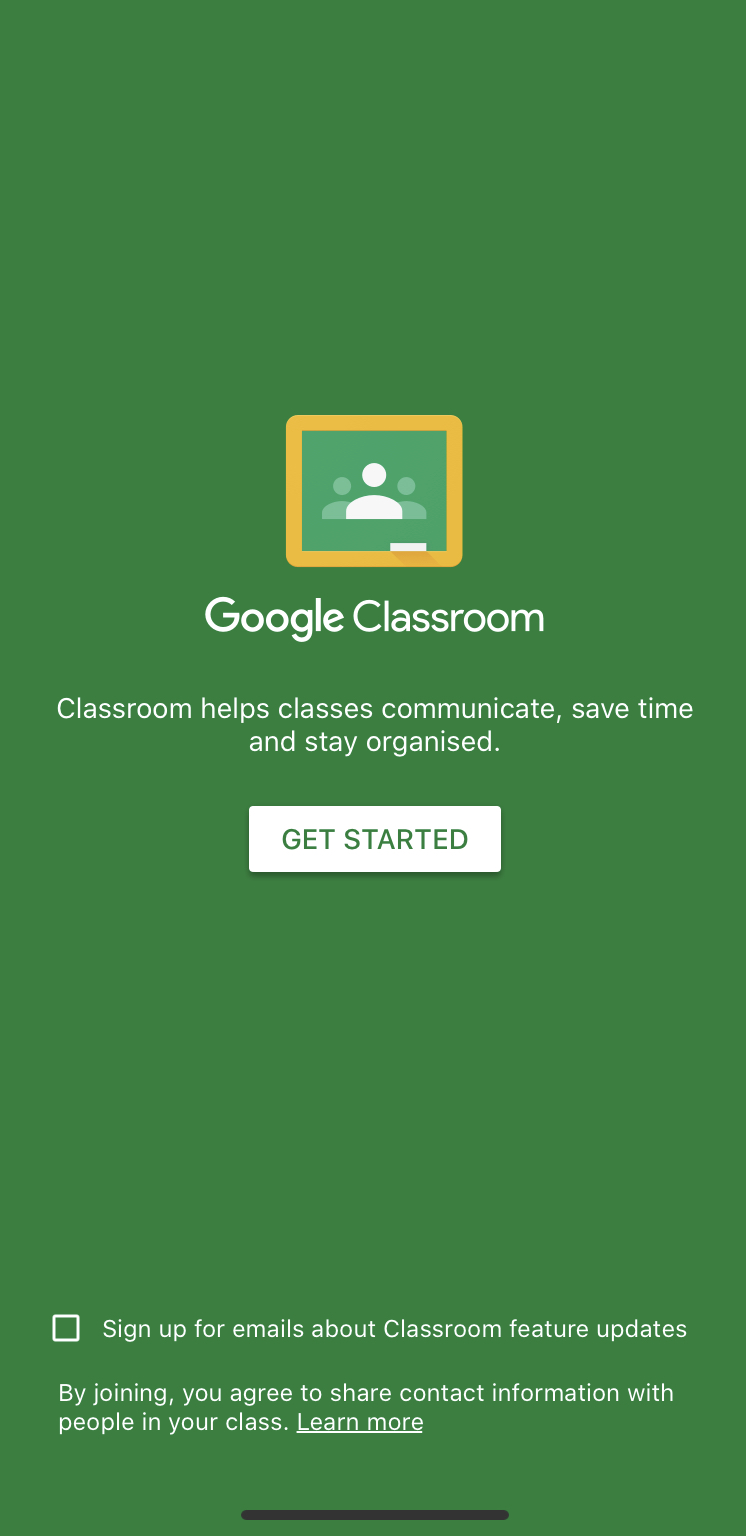 Google Classroom
Classroom helps classes communicate, save time
and stay organised.
GET STARTED
Sign up for emails about Classroom feature updates
By joining, you agree to share contact information with
people in your class. Learn more